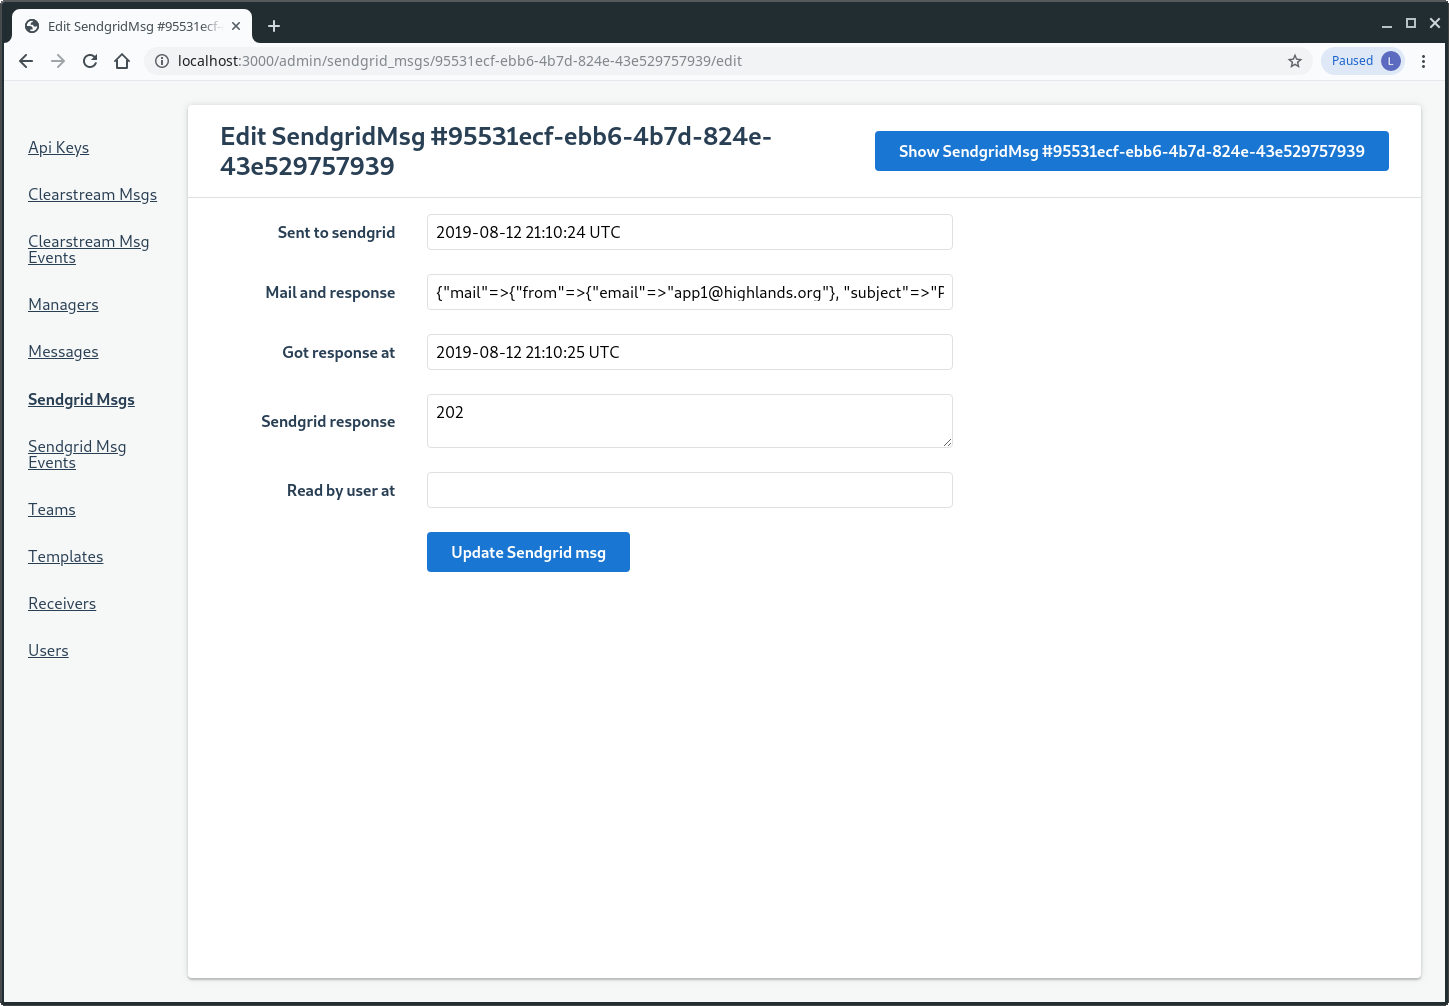 Edit SendgridMsg #95531ecf-
localhost:3000/admin/sendgrid_msgs/95531ecf-ebb6-4b7d-824e-43e529757939/edit
Paused
L
Api Keys
Clearstream Msgs
Clearstream Msg
Events
Managers
Messages
Sendgrid Msgs
Sendgrid Msg
Events
Teams
Templates
Receivers
Users
Edit SendgridMsg #95531ecf-ebb6-4b7d-824e-
43e529757939
Show SendgridMsg #95531ecf-ebb6-4b7d-824e-43e529757939
Sent to sendgrid
2019-08-12 21:10:24 UTC
Mail and response
{"mail"=>{"from"=>{"email"=>"app1@highlands.org"}, "subject"=>"
Got response at
2019-08-12 21:10:25 UTC
Sendgrid response
202
Read by user at
Update Sendgrid msg